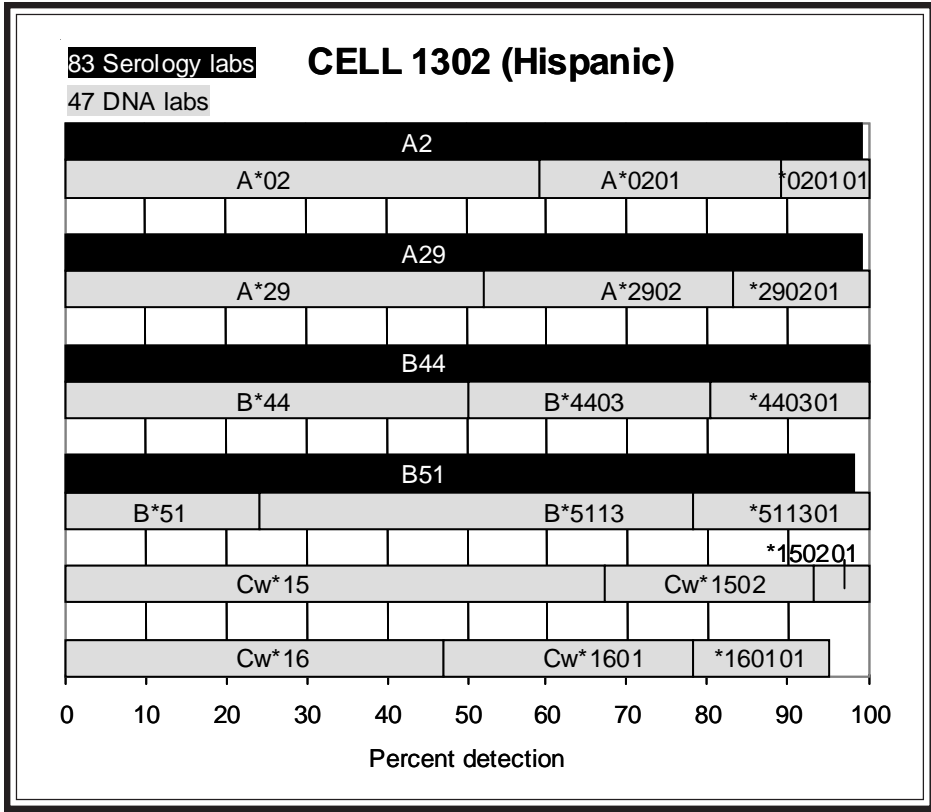 83 Serology labs
CELL 1302 (Hispanic)
47 DNA labs
A2
A*02 A*0201 *020101
A29
A*29 A*2902 *290201
B44
B*44 B*4403 *440301
B51
B*51 B*5113 *511301
*150201
Cw*15 Cw*1502
Cw*16 Cw*1601 *160101
0 10 20 30 40 50 60 70 80 90 100
Percent detection